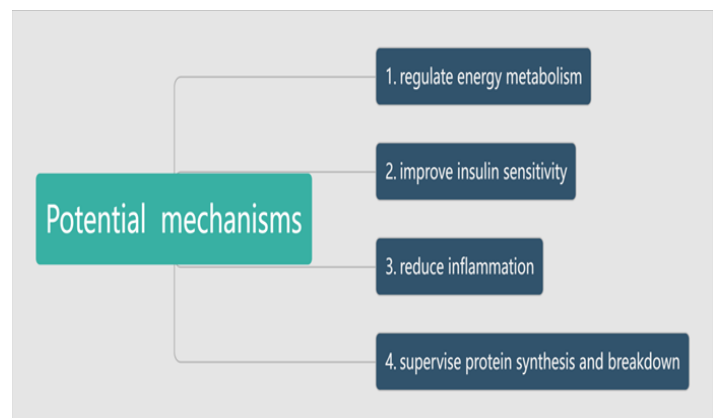 Potential mechanisms
1. regulate energy metabolism
2. improve insulin sensitivity
3. reduce inflammation
4. supervise protein synthesis and breakdown